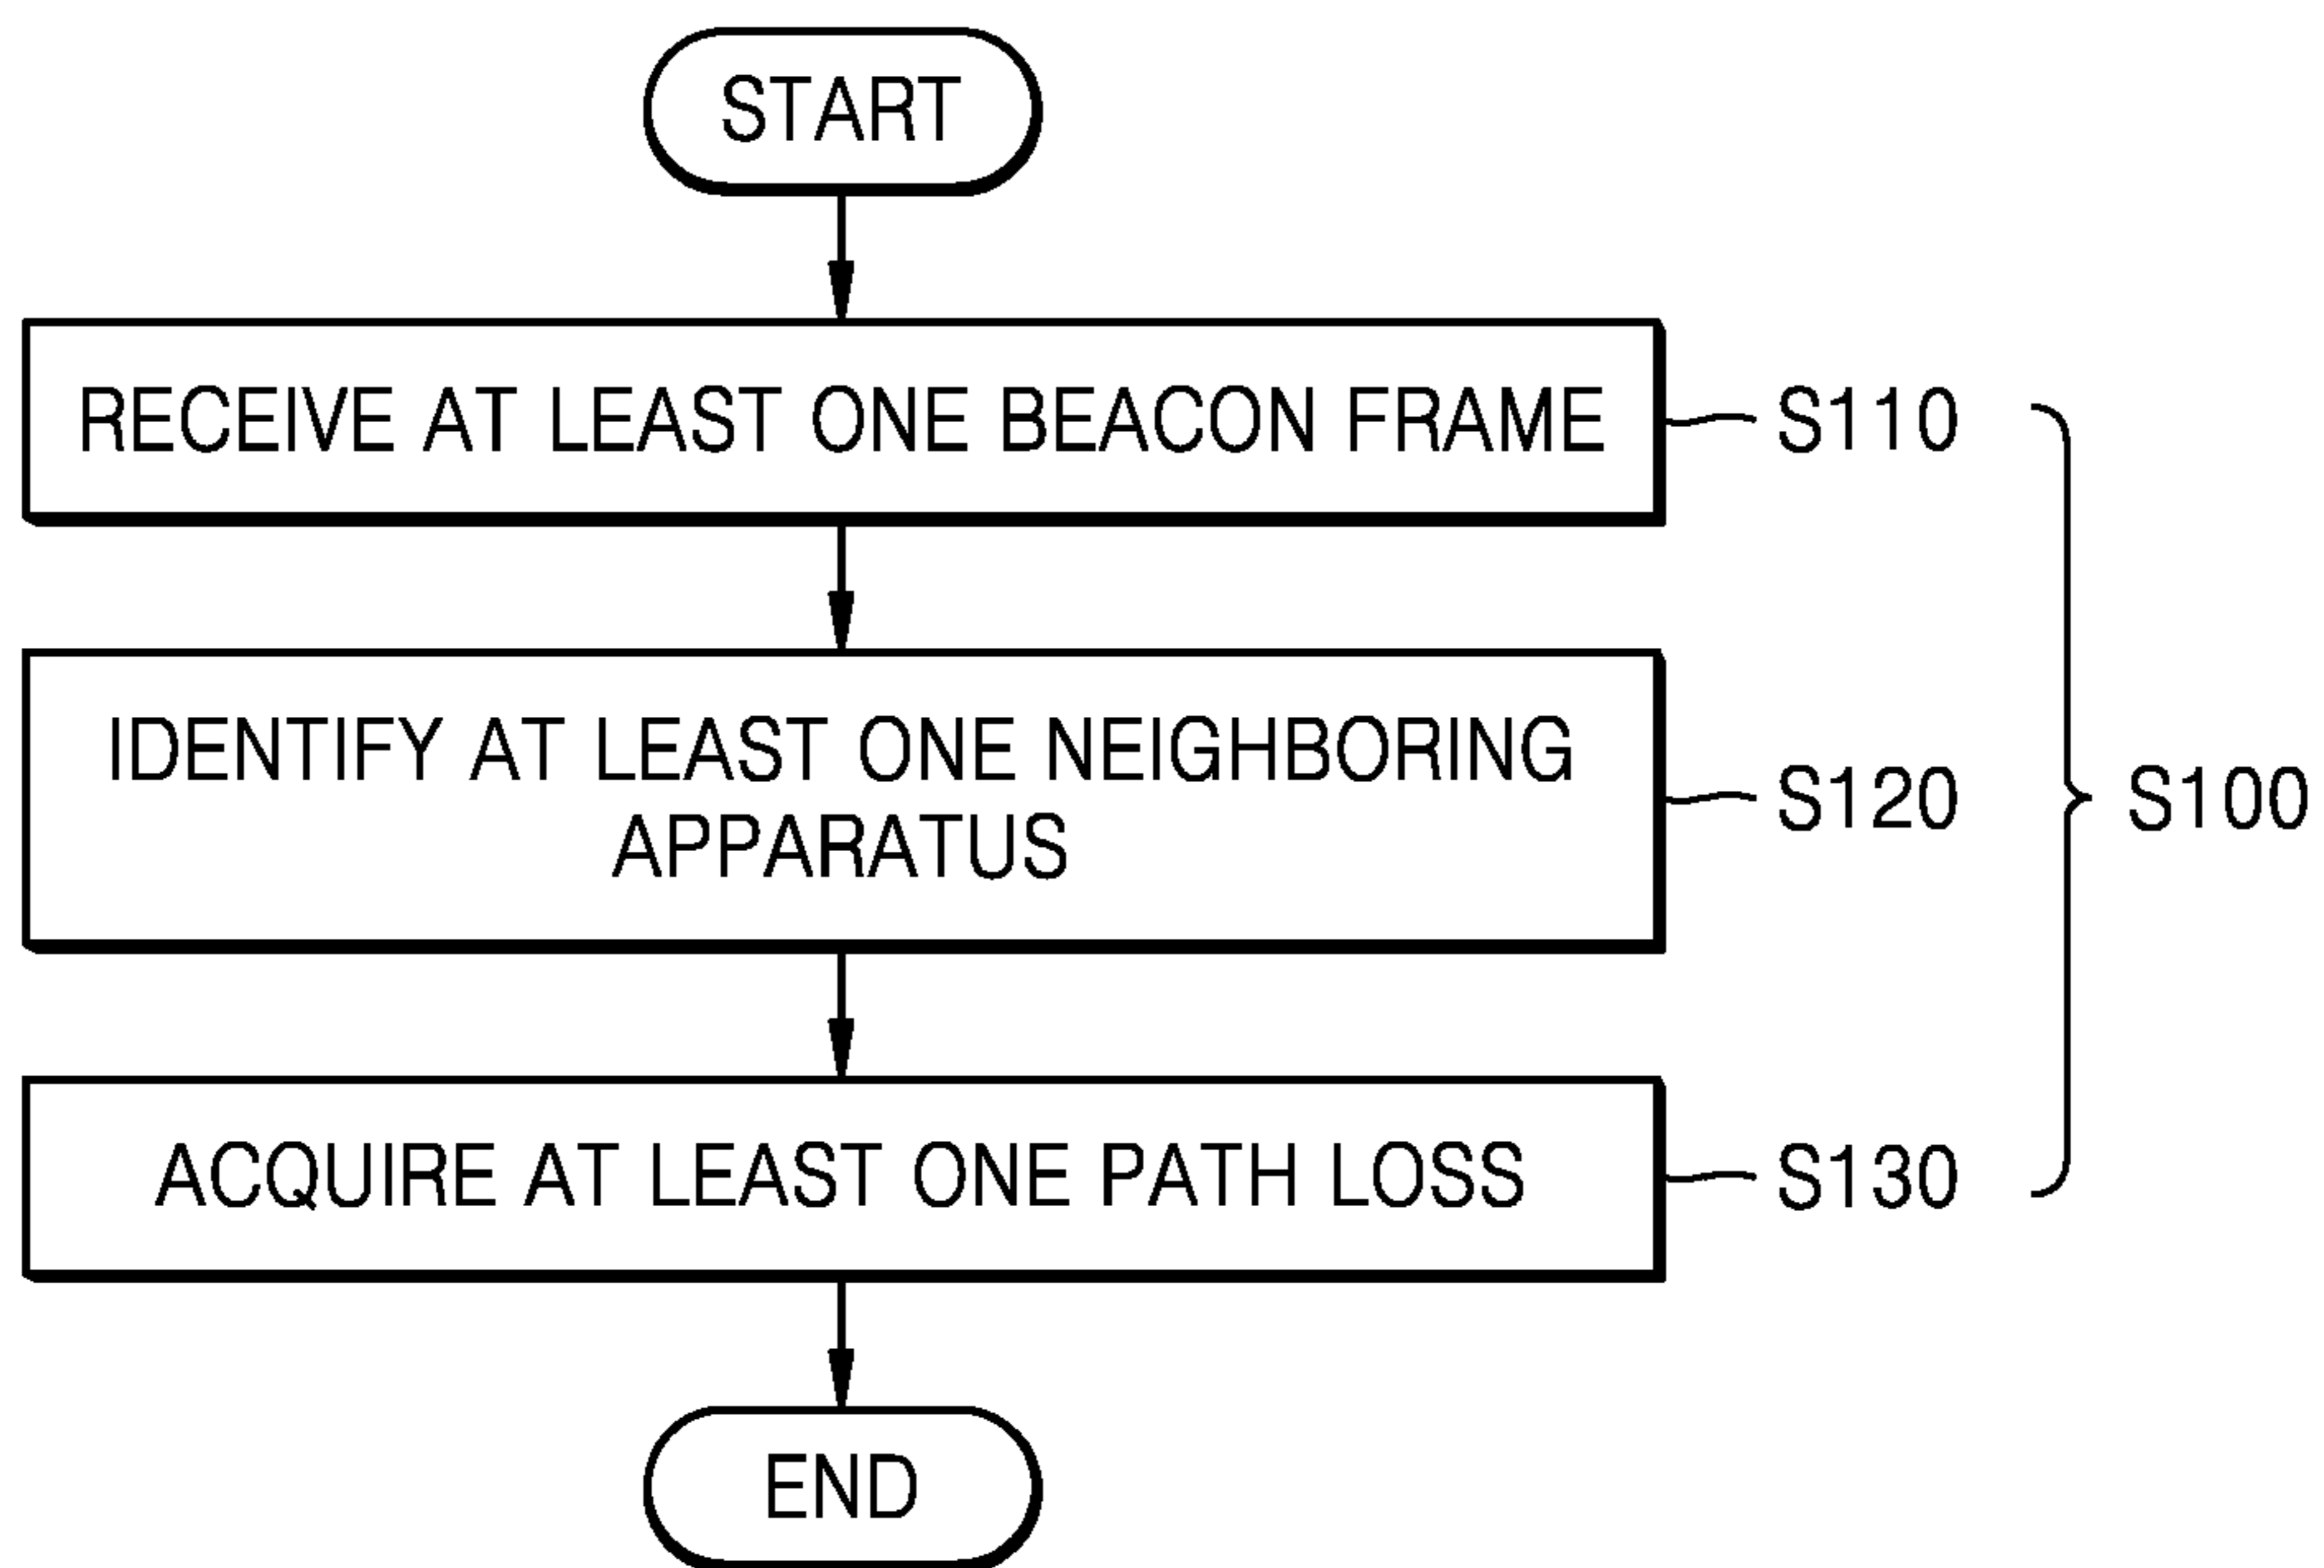 START
RECEIVE AT LEAST ONE BEACON FRAME
S110
IDENTIFY AT LEAST ONE NEIGHBORING
APPARATUS
S120
S100
ACQUIRE AT LEAST ONE PATH LOSS
S130
END